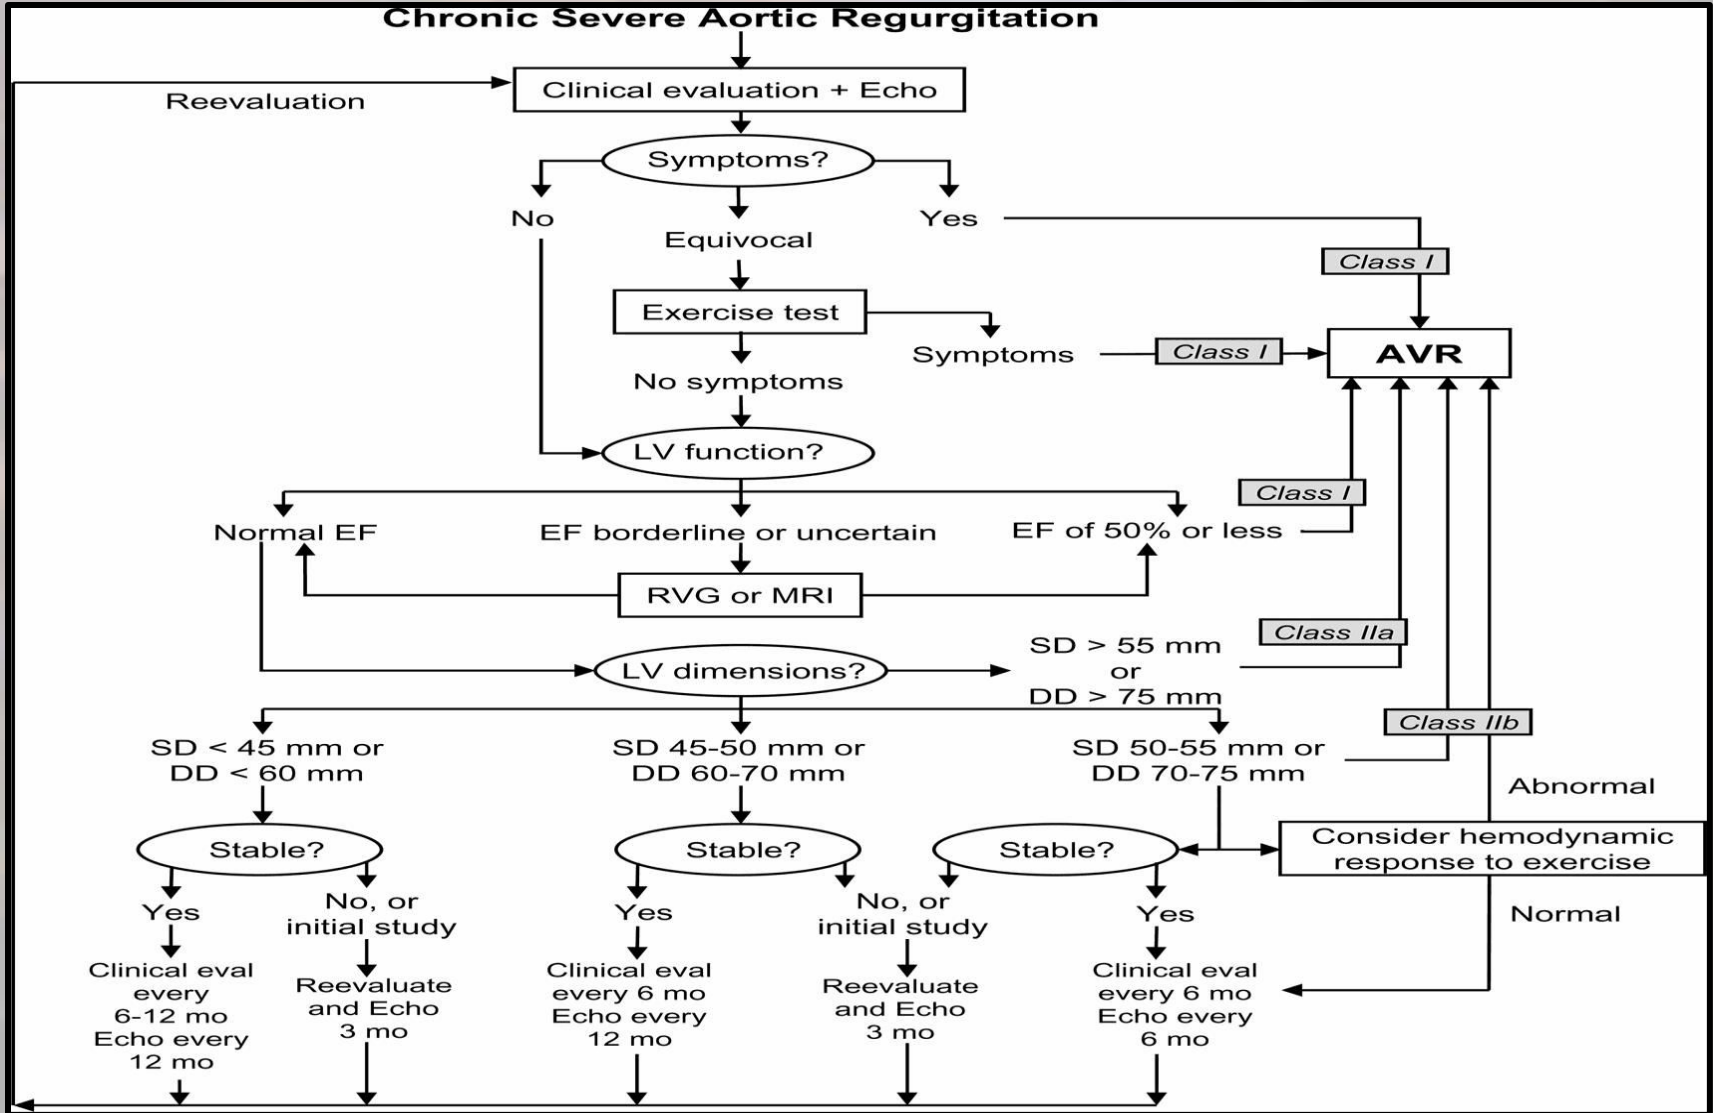 Chronic Severe Aortic Regurgitation
Reevaluation
Clinical evaluation + Echo
Symptoms?
No
Equivocal
Yes
Class I
Exercise test
Symptoms
Class I
AVR
No symptoms
LV function?
Class I
Normal EF
EF borderline or uncertain
EF of 50% or less
RVG or MRI
Class IIa
LV dimensions?
SD > 55 mm
or
DD > 75 mm
Class IIb
SD < 45 mm or
DD < 60 mm
SD 45-50 mm or
DD 60-70 mm
SD 50-55 mm or
DD 70-75 mm
Abnormal
Stable?
Stable?
Stable?
Consider hemodynamic
response to exercise
Yes
No, or
initial study
Yes
No, or
initial study
Yes
Normal
Clinical eval
every
6-12 mo
Echo every
12 mo
Reevaluate
and Echo
3 mo
Clinical eval
every 6 mo
Echo every
12 mo
Reevaluate
and Echo
3 mo
Clinical eval
every 6 mo
Echo every
6 mo